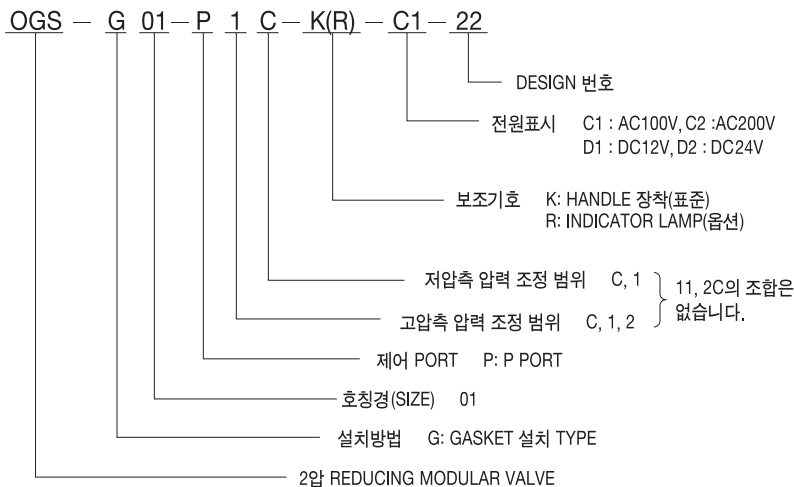 OGS - G 01 - P 1 C - K(R) - C1 - 22
DESIGN 번호
전원표시 C1 : AC100V, C2 :AC200V
D1 : DC12V, D2 : DC24V
보조기호 K: HANDLE 장착(표준)
R: INDICATOR LAMP(옵션)
저압측 압력 조정 범위 C, 1
고압측 압력 조정 범위 C, 1, 2
11, 2C의 조합은
없습니다.
제어 PORT P: P PORT
호칭경(SIZE) 01
설치방법 G: GASKET 설치 TYPE
2압 REDUCING MODULAR VALVE